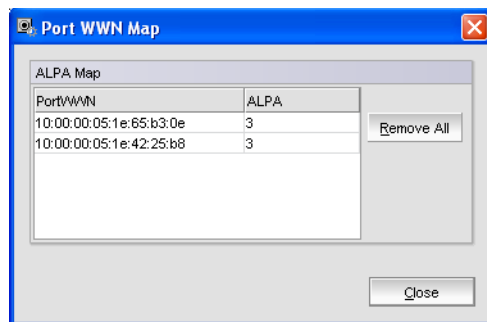 Port WWN Map
ALPA Map
PortWWN ALPA
10:00:00:05:1e:65:b3:0e 3
10:00:00:05:1e:42:25:b8 3
Remove All
Close